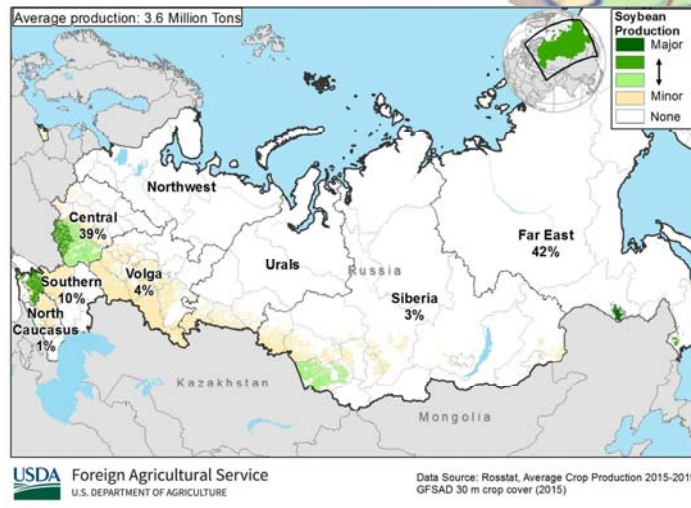 Average production: 3.6 Million Tons
Soybean
Production
Major
Minor
None
Northwest
Central
39%
Far East
42%
Urals
Russia
Volga
4%
Southern
10%
Siberia
3%
North
Caucasus
1%
Kazakhstan
Mongolia
USDA
Foreign Agricultural Service
U.S. DEPARTMENT OF AGRICULTURE
Data Source: Rosstat, Average Crop Production 2015-2019
GFSAD 30 m crop cover (2015)